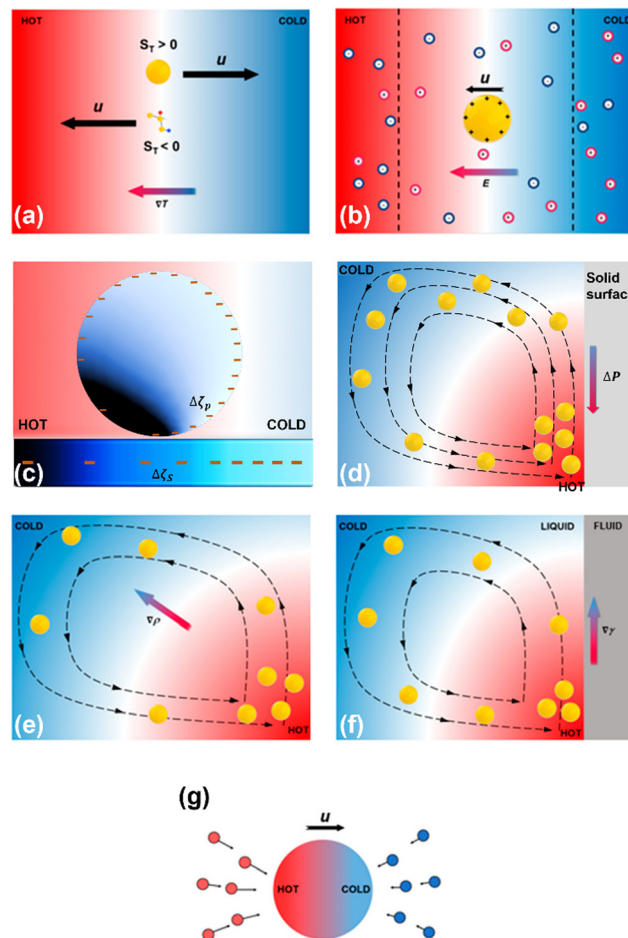 HOT
COLD
S_T > 0
u
u
S_T < 0
∇T
(a)
HOT
COLD
u
E
(b)
Δζ_p
HOT
COLD
(c)
Δζ_S
COLD
Solid
surface
ΔP
(d)
HOT
COLD
∇ρ
(e)
HOT
COLD
LIQUID
FLUID
∇γ
(f)
HOT
(g)
u
HOT
COLD